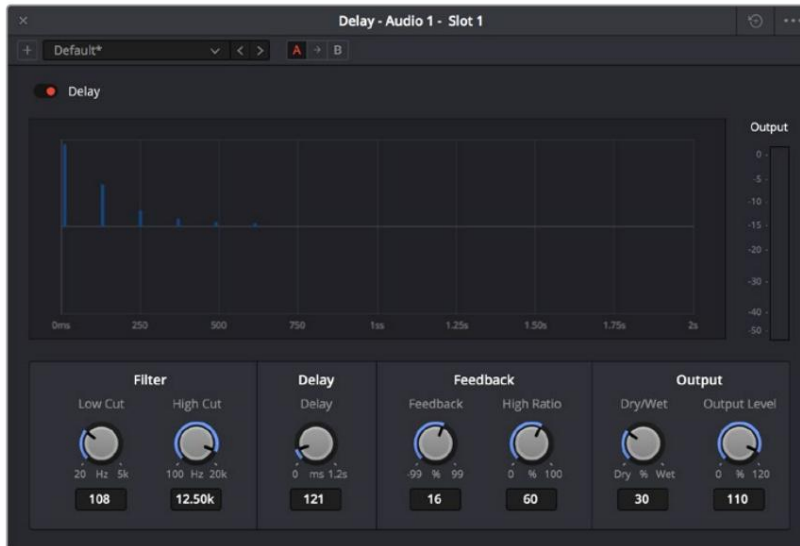 Delay - Audio 1 - Slot 1
Default*
A
B
Delay
Output
0
-5
-10
-15
-20
-30
-40
-50
0ms 250 500 750 1ss 1.25s 1.50s 1.75s 2s
Filter Delay Feedback Output
Low Cut High Cut Delay Feedback High Ratio Dry/Wet Output Level
20 Hz 5k 100 Hz 20k 0 ms 1.2s -99 % 99 0 % 100 Dry % Wet 0 % 120
108 12.50k 121 16 60 30 110